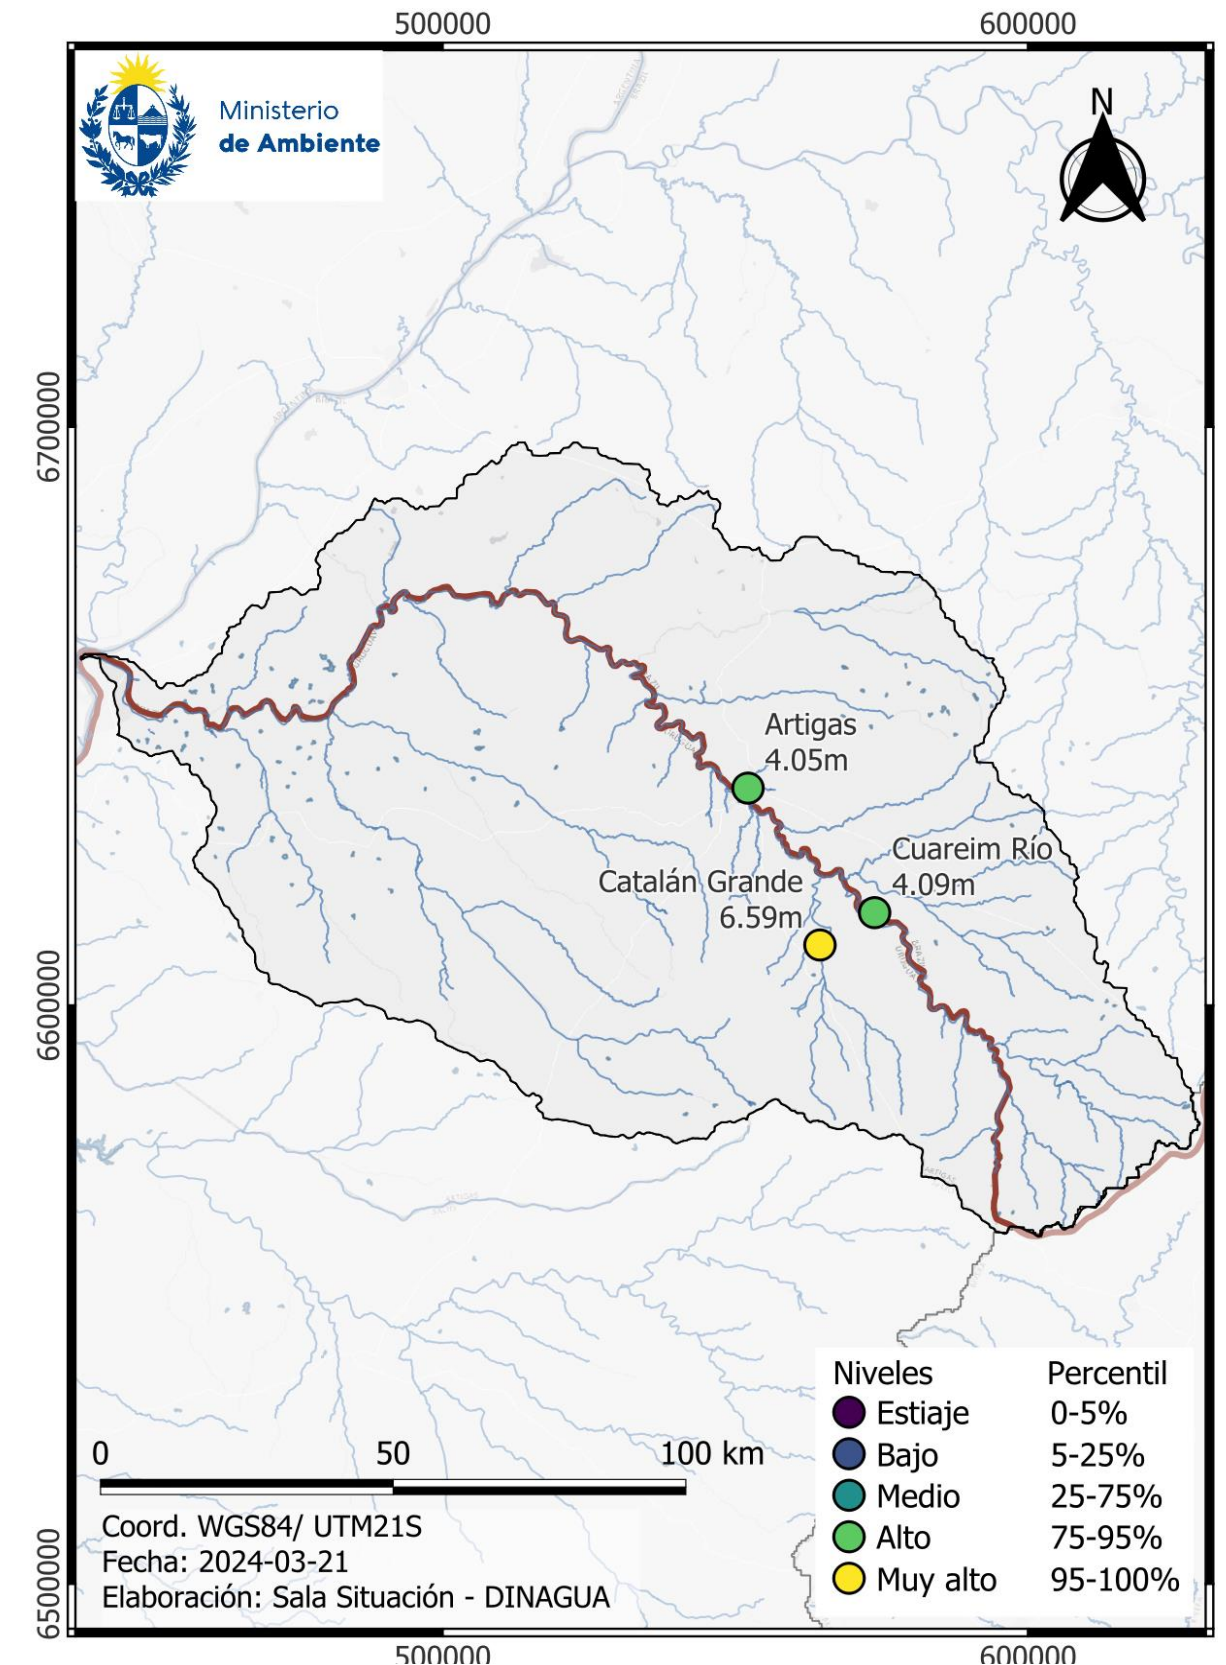 500000 600000
Ministerio
de Ambiente
N
6700000
Artigas
4.05m
Cuareim Río
4.09m
Catalán Grande
6.59m
6600000
Niveles Percentil
Estiaje 0-5%
Bajo 5-25%
Medio 25-75%
Alto 75-95%
Muy alto 95-100%
0 50 100 km
Coord. WGS84/ UTM21S
Fecha: 2024-03-21
Elaboración: Sala Situación - DINAGUA
6500000
500000 600000